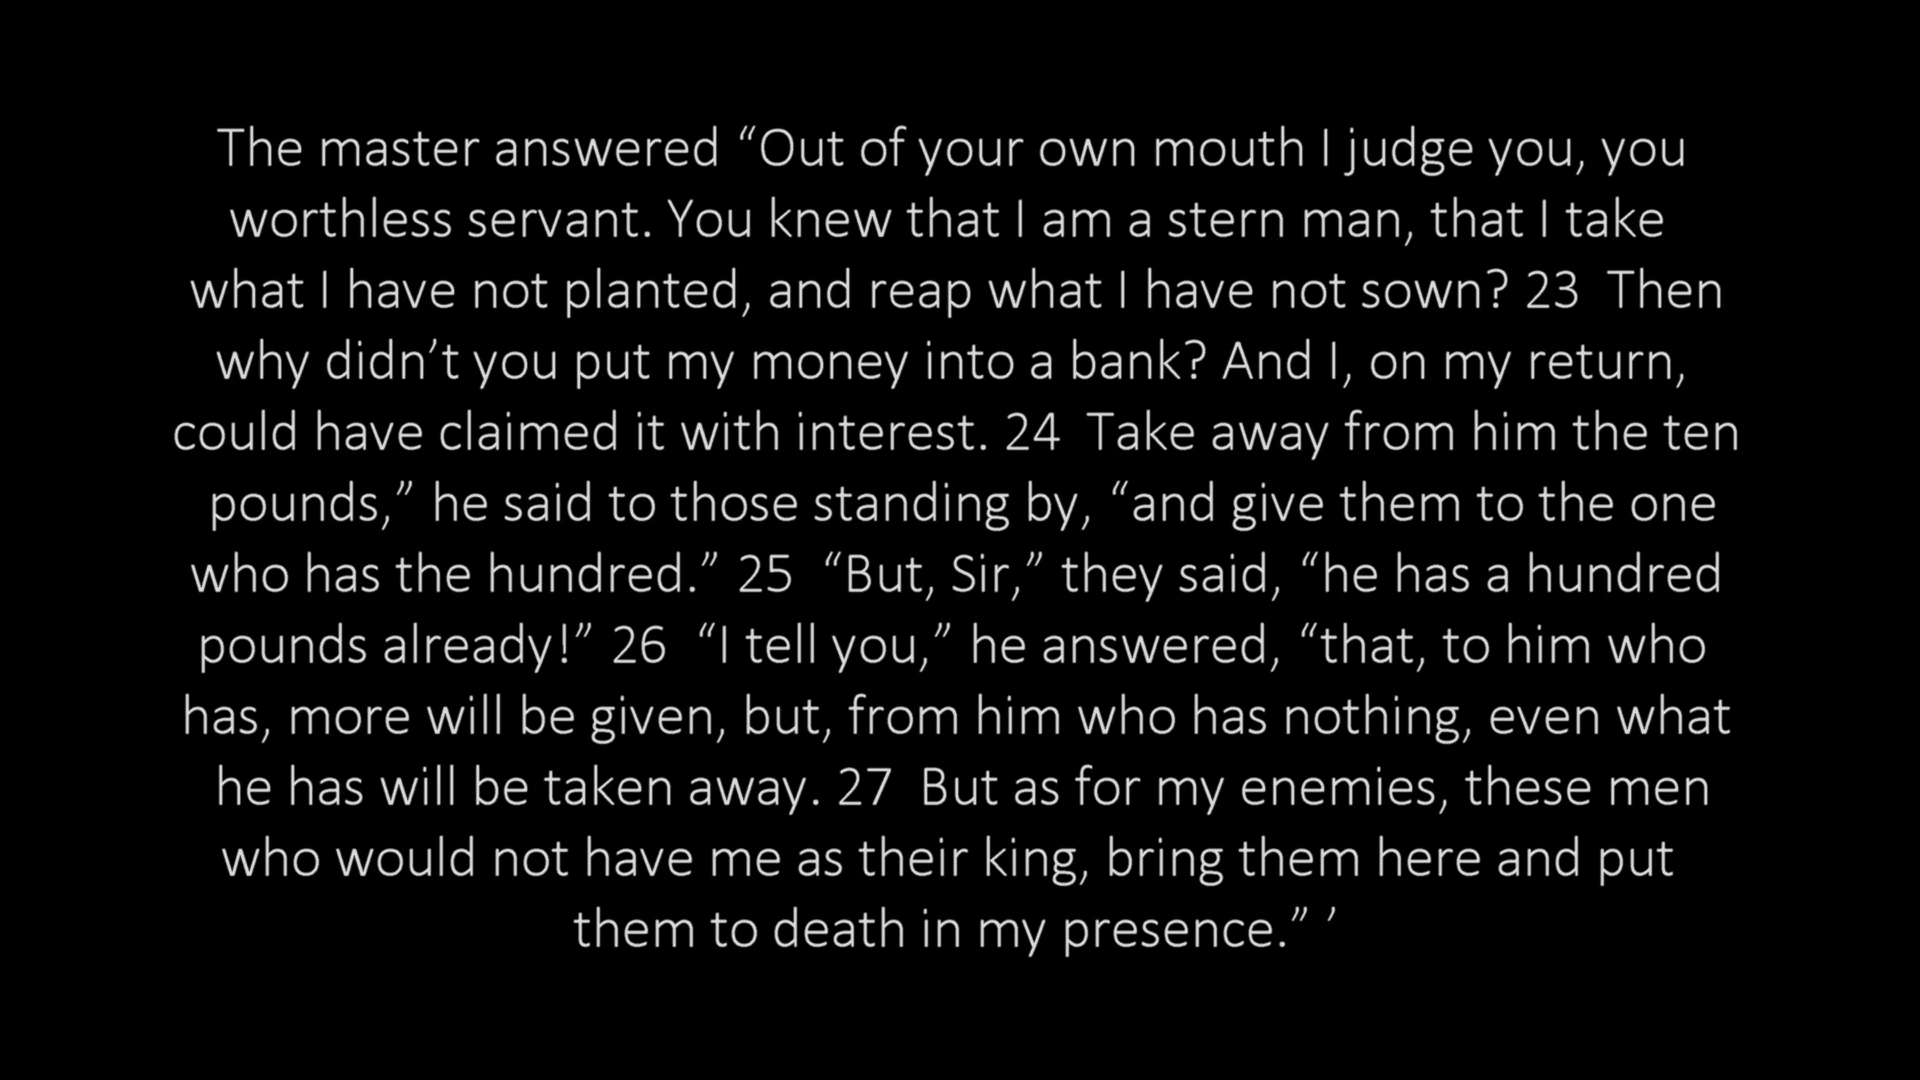 The master answered “Out of your own mouth I judge you, you
worthless servant. You knew that I am a stern man, that I take
what I have not planted, and reap what I have not sown? 23  Then
why didn’t you put my money into a bank? And I, on my return,
could have claimed it with interest. 24  Take away from him the ten
pounds,” he said to those standing by, “and give them to the one
who has the hundred.” 25  “But, Sir,” they said, “he has a hundred
pounds already!” 26  “I tell you,” he answered, “that, to him who
has, more will be given, but, from him who has nothing, even what
he has will be taken away. 27  But as for my enemies, these men
who would not have me as their king, bring them here and put
them to death in my presence.” ’